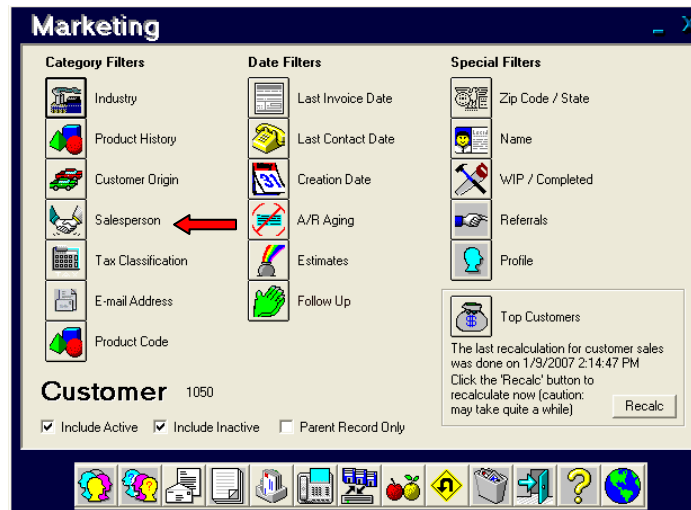 Marketing
Category Filters
Industry
Product History
Customer Origin
Salesperson
Tax Classification
E-mail Address
Product Code
Date Filters
Last Invoice Date
Last Contact Date
31
Creation Date
A/R Aging
Estimates
Follow Up
Special Filters
Zip Code / State
Name
WIP / Completed
Referrals
Profile
$
Top Customers
The last recalculation for customer sales
was done on 1/9/2007 2:14:47 PM
Click the 'Recalc' button to
recalculate now (caution:
may take quite a while)
Recalc
Customer 1050
Include Active
Include Inactive
Parent Record Only
?